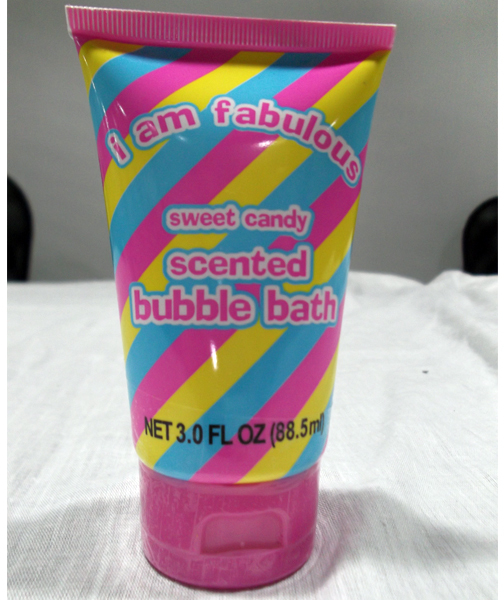 i am fabulous
sweet candy
scented
bubble bath
NET 3.0 FL OZ (88.5ml)